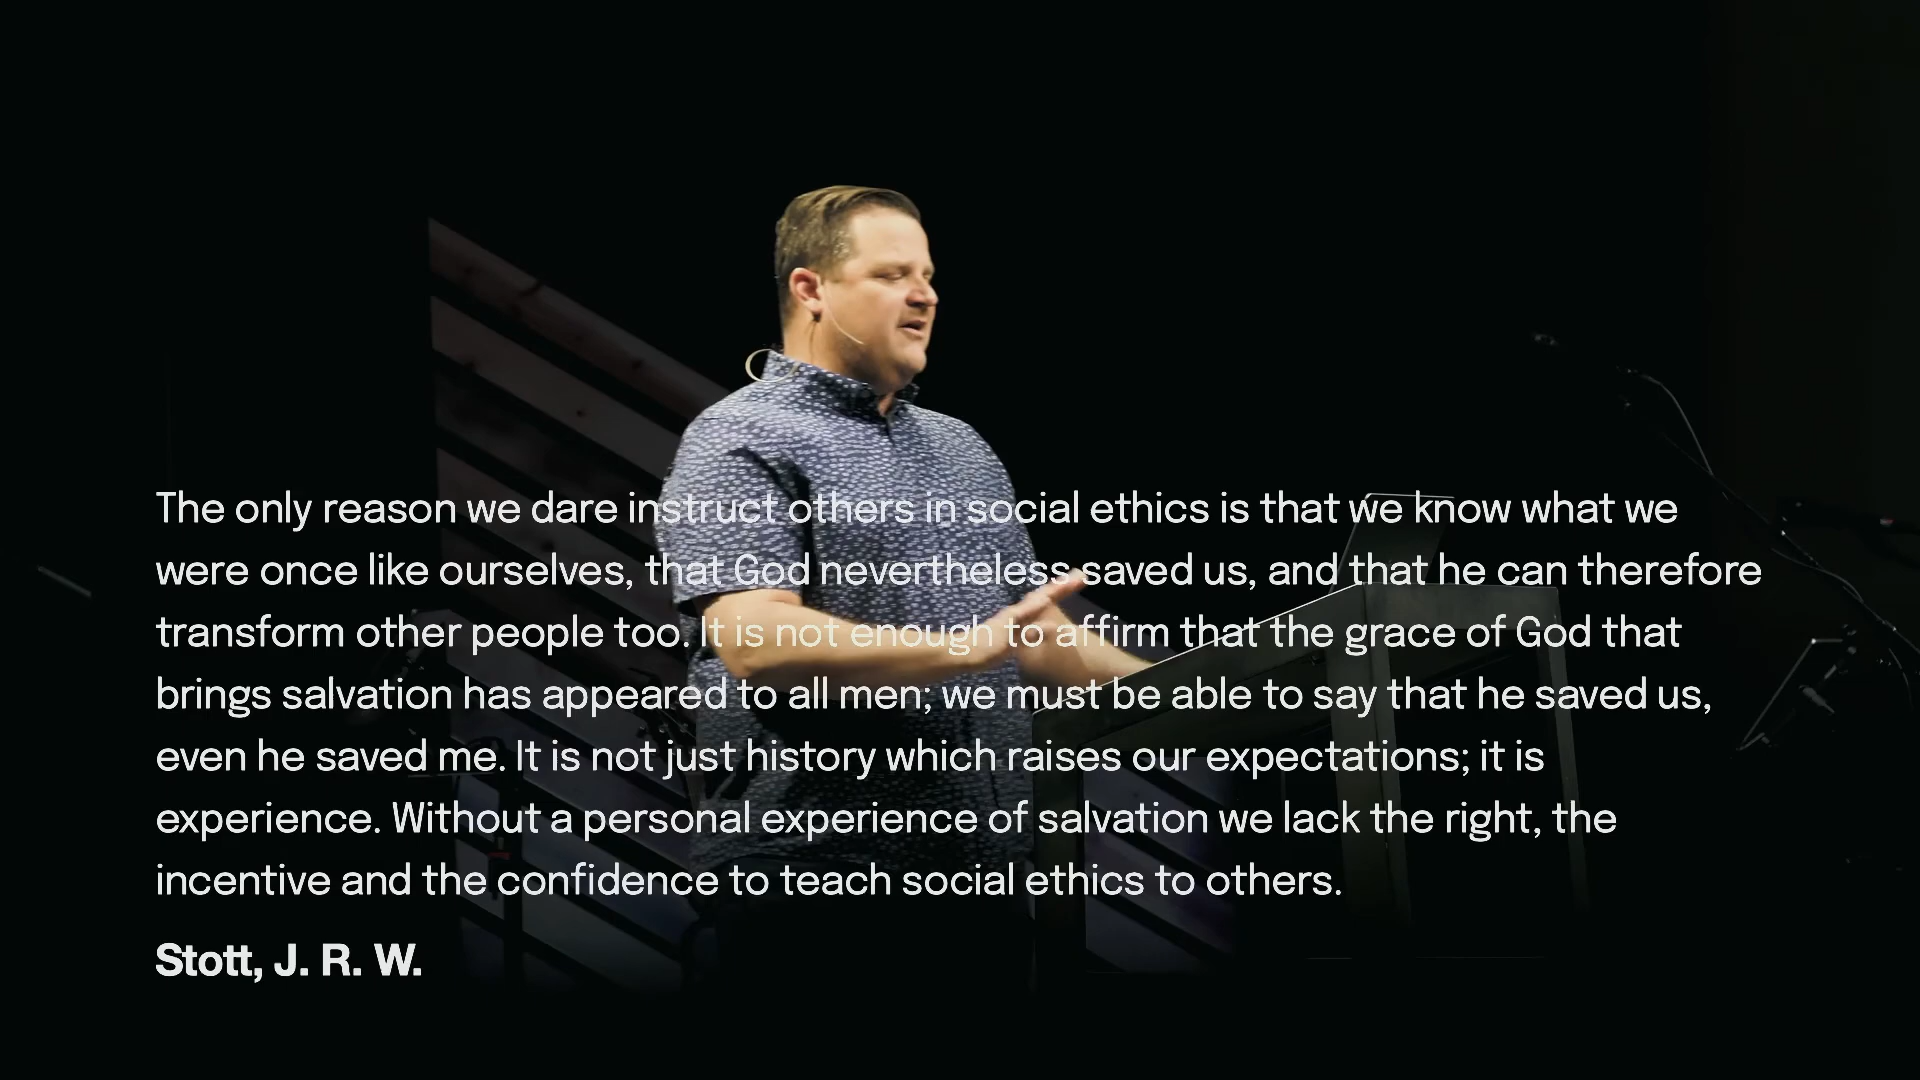 The only reason we dare instruct others in social ethics is that we know what we
were once like ourselves, that God nevertheless saved us, and that he can therefore
transform other people too. It is not enough to affirm that the grace of God that
brings salvation has appeared to all men; we must be able to say that he saved us,
even he saved me. It is not just history which raises our expectations; it is
experience. Without a personal experience of salvation we lack the right, the
incentive and the confidence to teach social ethics to others.
Stott, J. R. W.